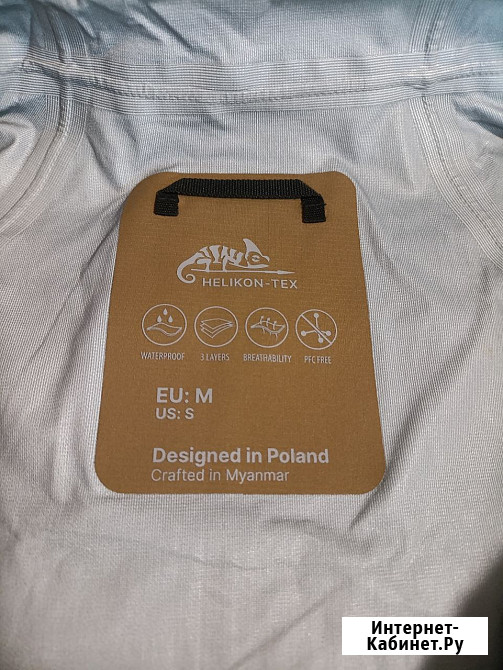 HELIKON-TEX
WATERPROOF 3 LAYERS BREATHABILITY PFC FREE
EU: M
US: S
Designed in Poland
Crafted in Myanmar
Интернет-
Кабинет.Ру